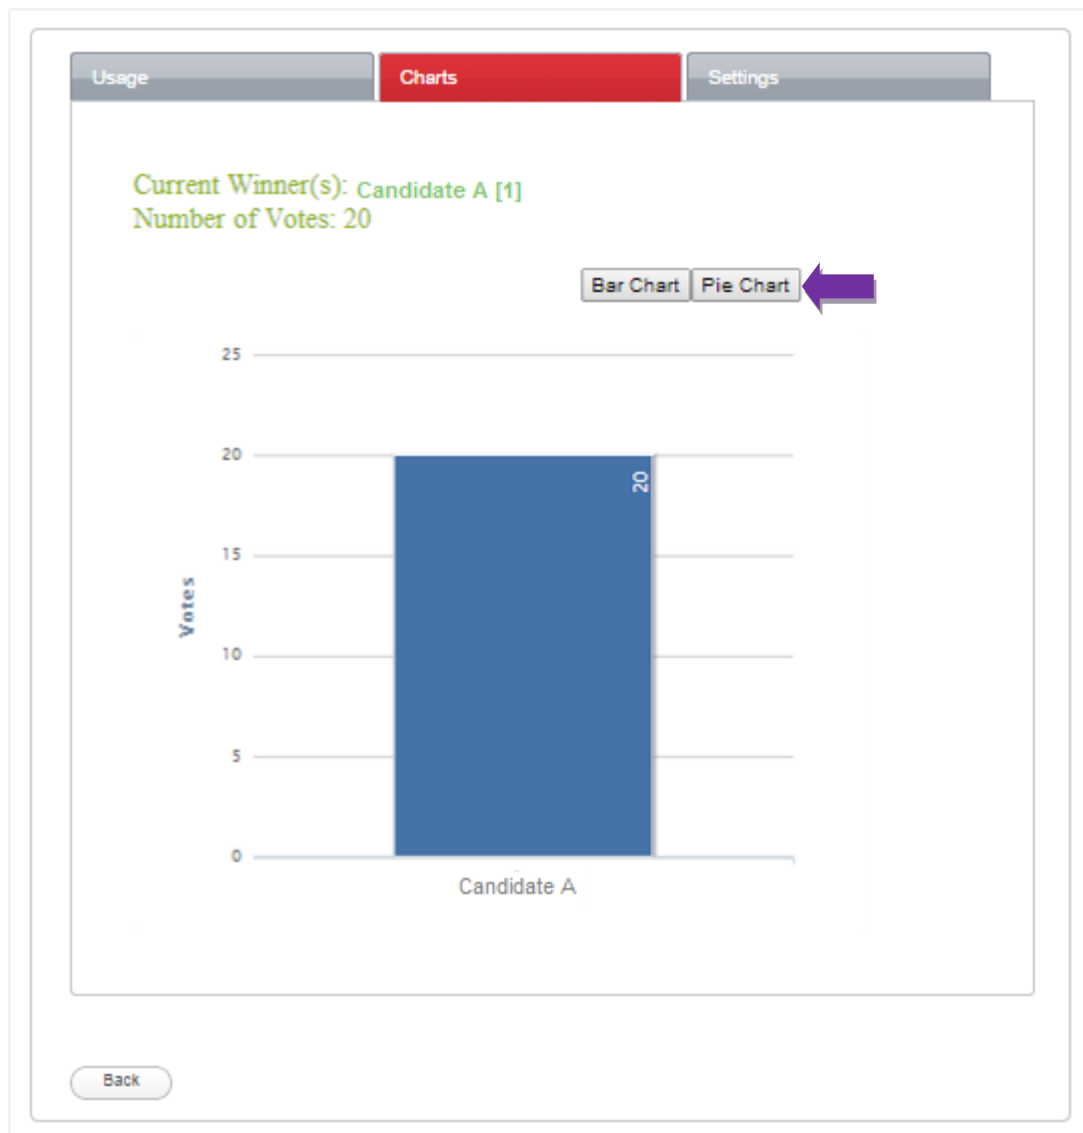 Usage Charts Settings
Current Winner(s): Candidate A [1]
Number of Votes: 20
Bar Chart Pie Chart
25
20
20
15
Votes
10
5
0
Candidate A
Back